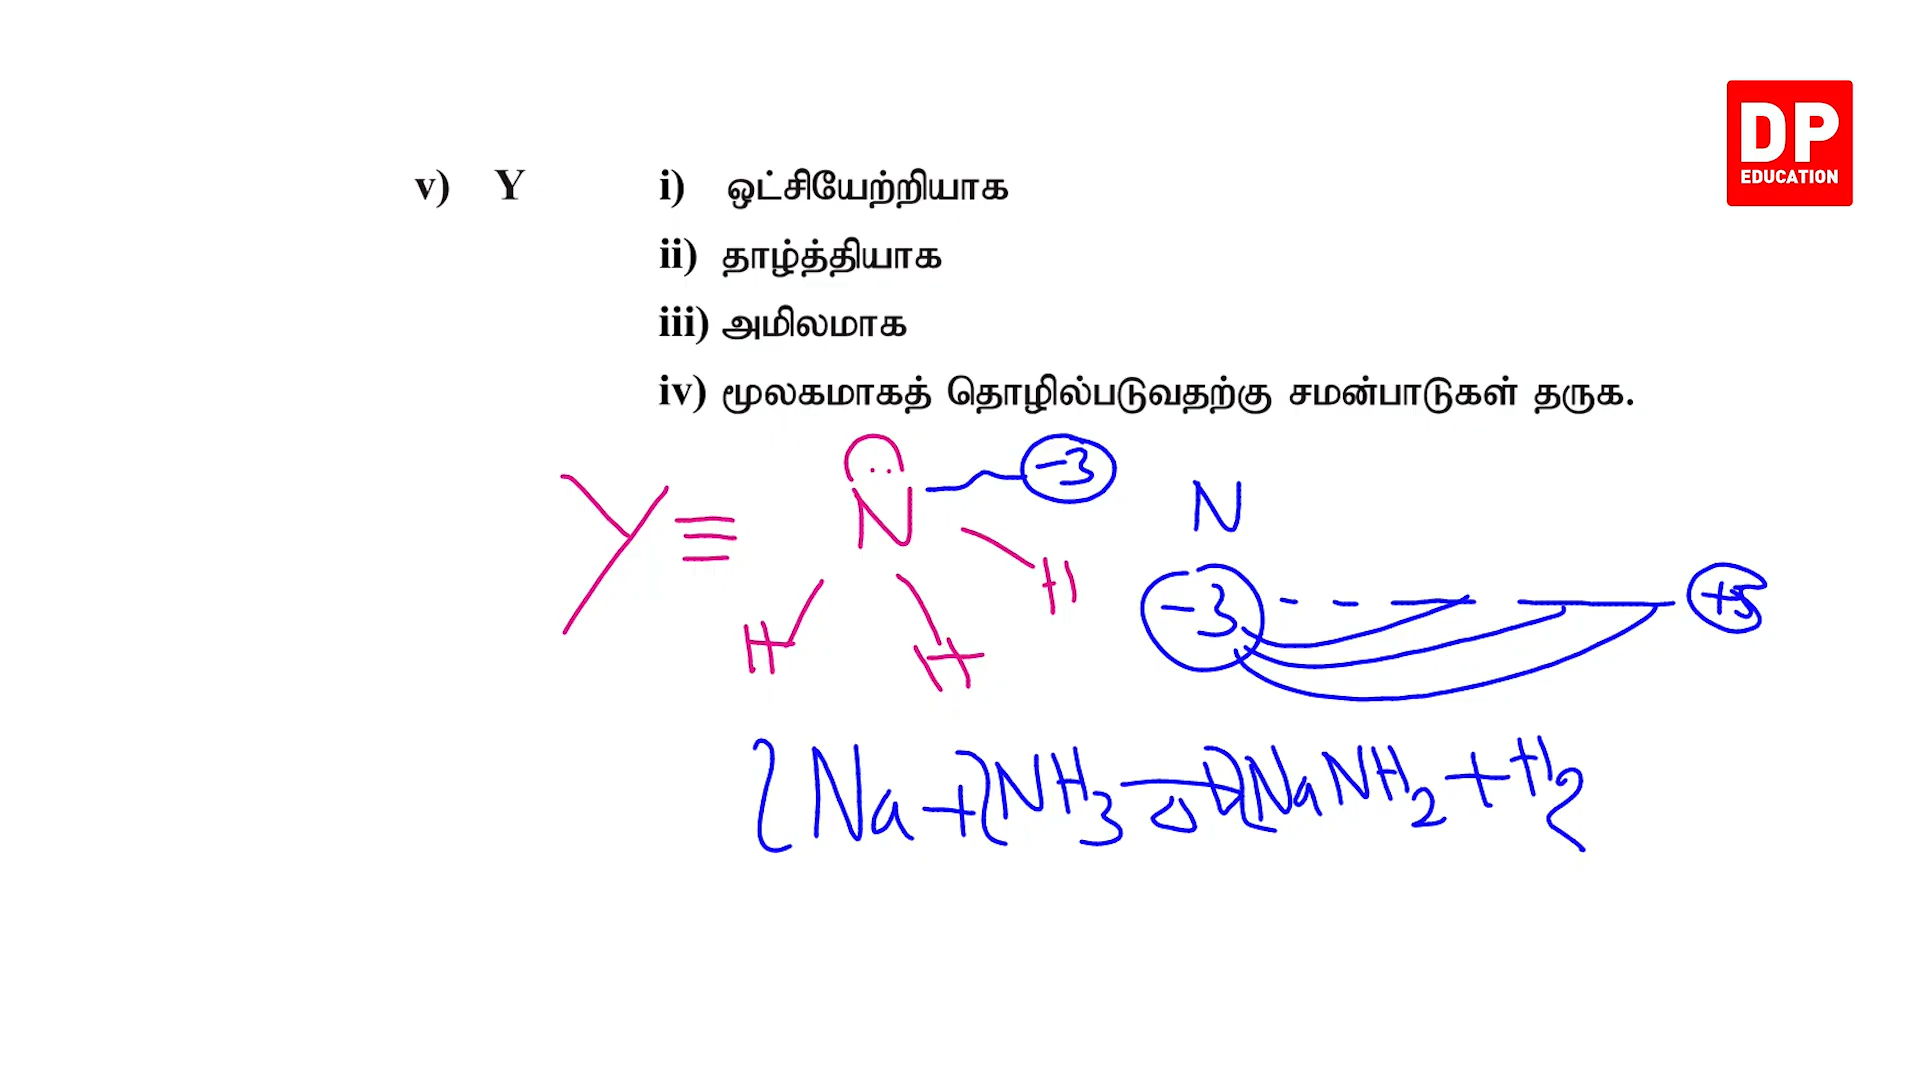 DP
EDUCATION
v) Y i) ஒட்சியேற்றியாக
ii) தாழ்த்தியாக
iii) அமிலமாக
iv) மூலகமாகத் தொழில்படுவதற்கு சமன்பாடுகள் தருக.
Y ≡ N -3 N
H H H
-3 - - — — +5
2Na + 2NH3 →Δ 2NaNH2 + H2